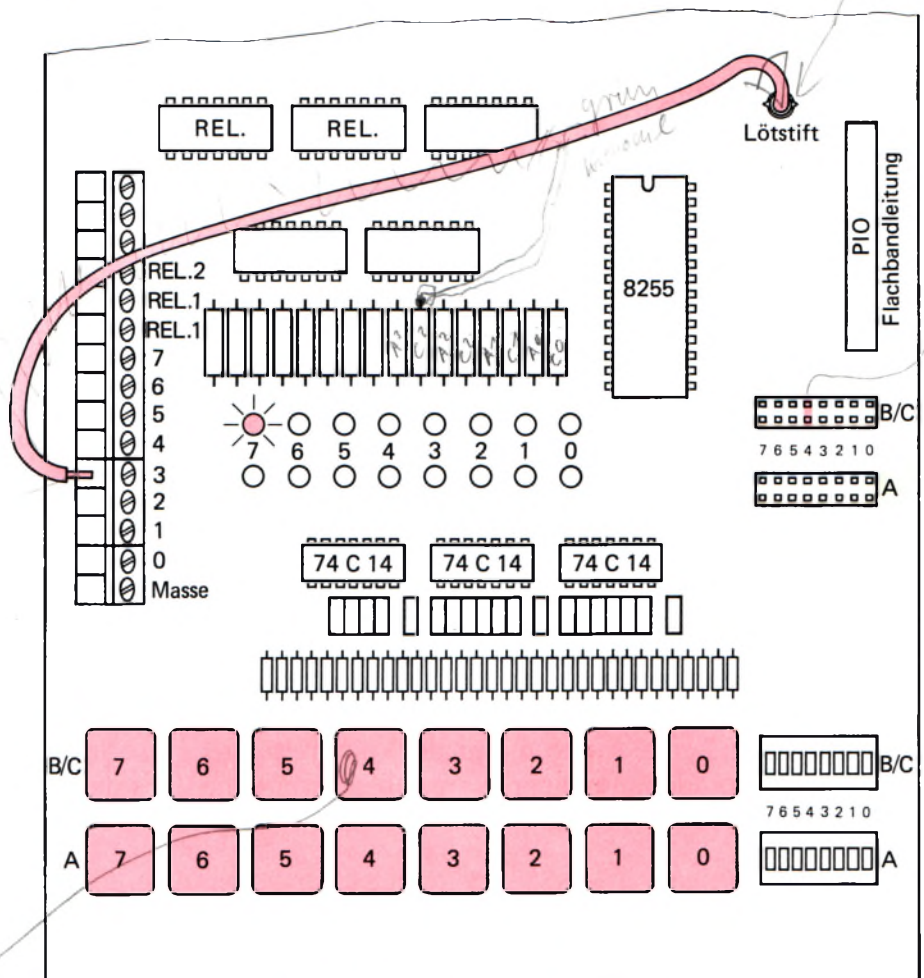 grün
Lötstift
REL. REL.
PIO
Flachbandleitung
8255
REL.2
REL.1
REL.1
7
6
5
4
3
2
1
0
Masse
7 6 5 4 3 2 1 0
B/C
7 6 5 4 3 2 1 0
A
74 C 14 74 C 14 74 C 14
B/C 7 6 5 4 3 2 1 0 B/C
7 6 5 4 3 2 1 0
A 7 6 5 4 3 2 1 0 A